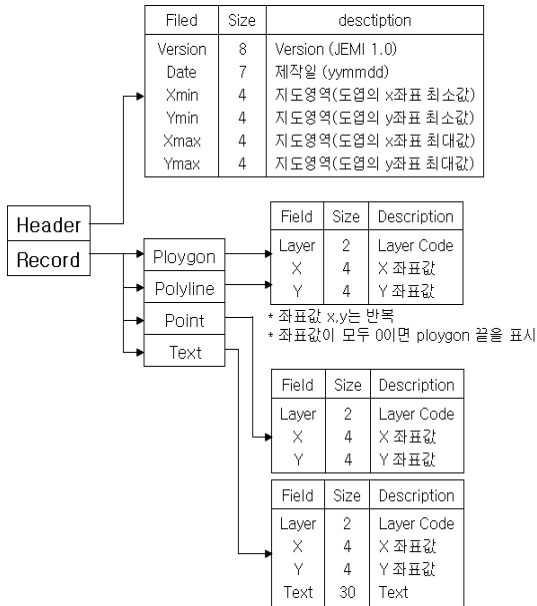 Filed Size desctiption
Version 8 Version (JEMI 1.0)
Date 7 제작일 (yymmdd)
Xmin 4 지도영역(도엽의 x좌표 최소값)
Ymin 4 지도영역(도엽의 y좌표 최소값)
Xmax 4 지도영역(도엽의 x좌표 최대값)
Ymax 4 지도영역(도엽의 y좌표 최대값)
Header
Record
Ploygon
Polyline
Point
Text
Field Size Description
Layer 2 Layer Code
X 4 X 좌표값
Y 4 Y 좌표값
* 좌표값 x,y는 반복
* 좌표값이 모두 0이면 ploygon 끝을 표시
Field Size Description
Layer 2 Layer Code
X 4 X 좌표값
Y 4 Y 좌표값
Field Size Description
Layer 2 Layer Code
X 4 X 좌표값
Y 4 Y 좌표값
Text 30 Text